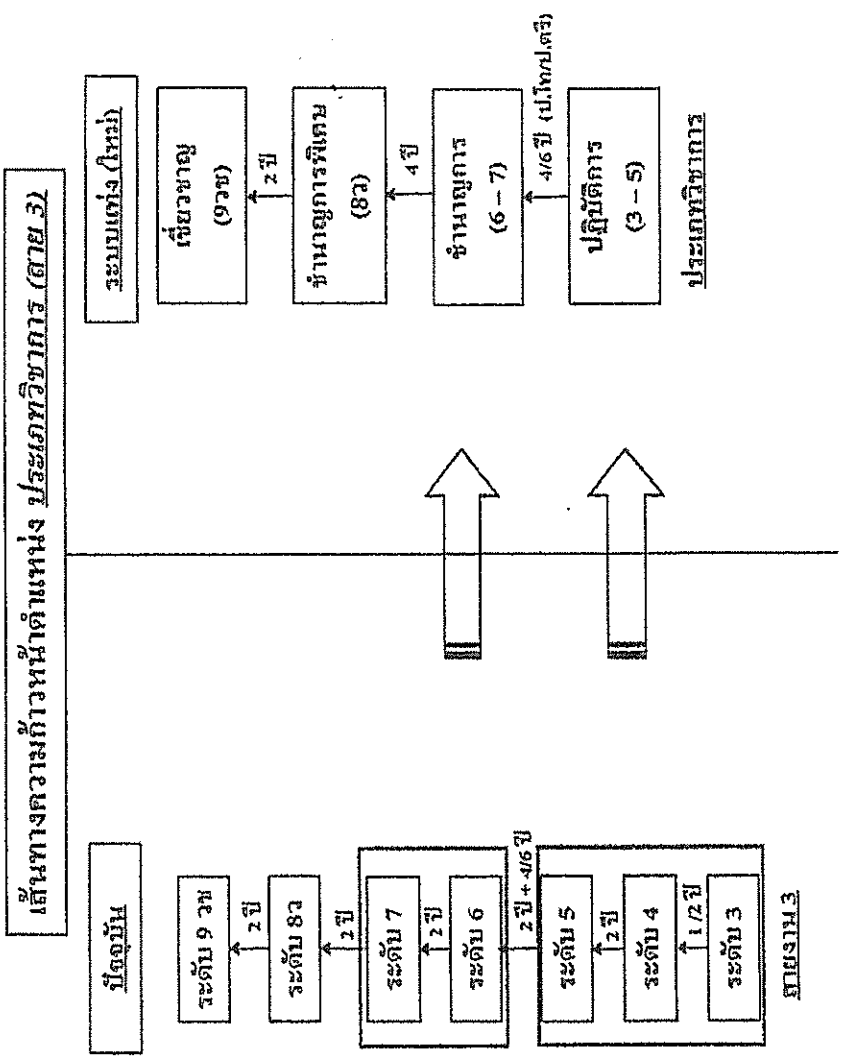 เส้นทางความก้าวหน้าตำแหน่ง ประเภทวิชาการ (สาย 3)
ปัจจุบัน
ระดับ 9 วช
2 ปี
ระดับ 8ว
2 ปี
ระดับ 7
2 ปี
ระดับ 6
2 ปี + 4/6 ปี
ระดับ 5
2 ปี
ระดับ 4
1/2 ปี
ระดับ 3
สายงาน 3
ระบบแท่ง (ใหม่)
เชี่ยวชาญ
(9วช)
2 ปี
ชำนาญการพิเศษ
(8ว)
4 ปี
ชำนาญการ
(6 – 7)
4/6 ปี (ป.โท/ป.ตรี)
ปฏิบัติการ
(3 – 5)
ประเภทวิชาการ